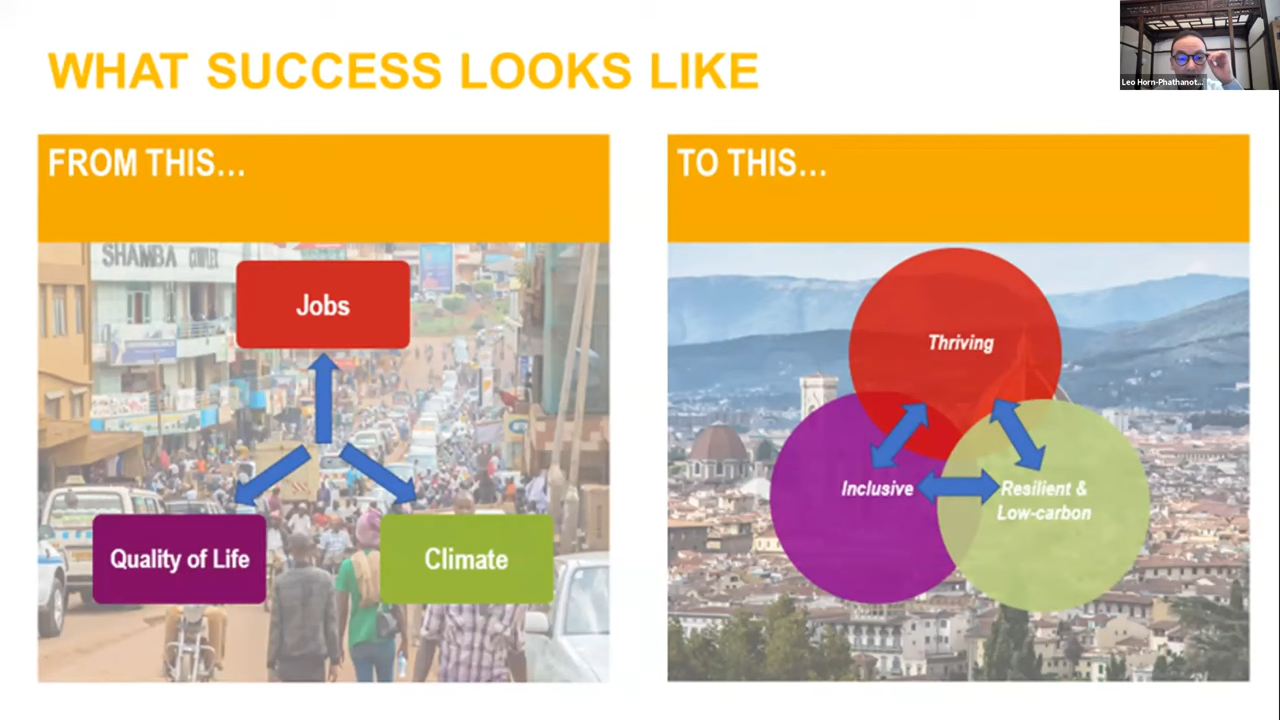 WHAT SUCCESS LOOKS LIKE
Leo Horn-Phathanot...
FROM THIS...
TO THIS...
SHAMBA COMPLEX
Jobs
Quality of Life
Climate
Thriving
Inclusive
Resilient &
Low-carbon